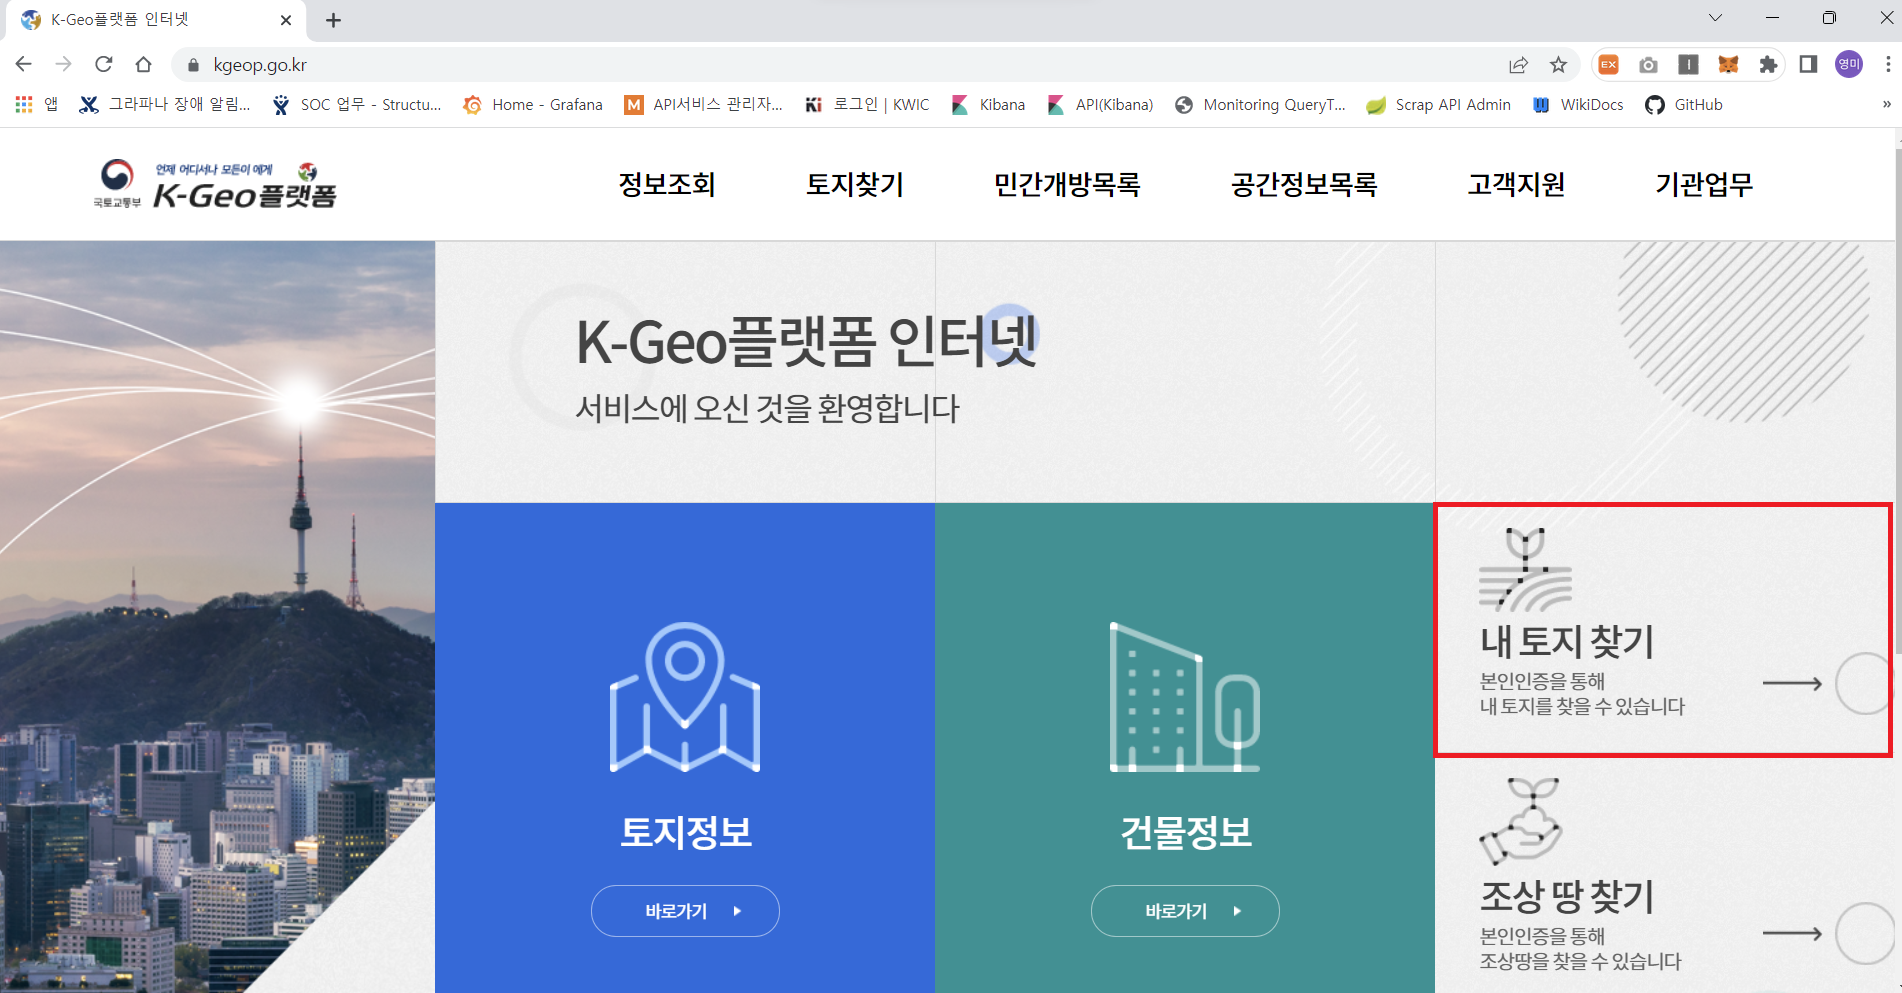 K-Geo플랫폼 인터넷
kgeop.go.kr
EX
영미
앱
그라파나 장애 알림...
SOC 업무 - Structu...
Home - Grafana
M
API서비스 관리자...
Ki
로그인 | KWIC
Kibana
API(Kibana)
Monitoring QueryT...
Scrap API Admin
WikiDocs
GitHub
»
국토교통부
언제 어디서나 모든이에게
K-Geo플랫폼
정보조회
토지찾기
민간개방목록
공간정보목록
고객지원
기관업무
K-Geo플랫폼 인터넷
서비스에 오신 것을 환영합니다
토지정보
바로가기
건물정보
바로가기
내 토지 찾기
본인인증을 통해
내 토지를 찾을 수 있습니다
조상 땅 찾기
본인인증을 통해
조상땅을 찾을 수 있습니다